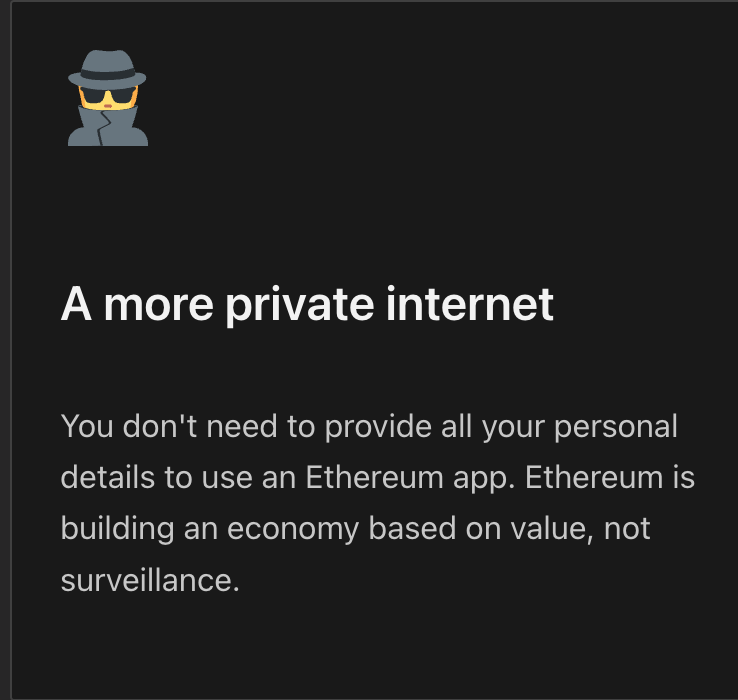 A more private internet
You don't need to provide all your personal
details to use an Ethereum app. Ethereum is
building an economy based on value, not
surveillance.